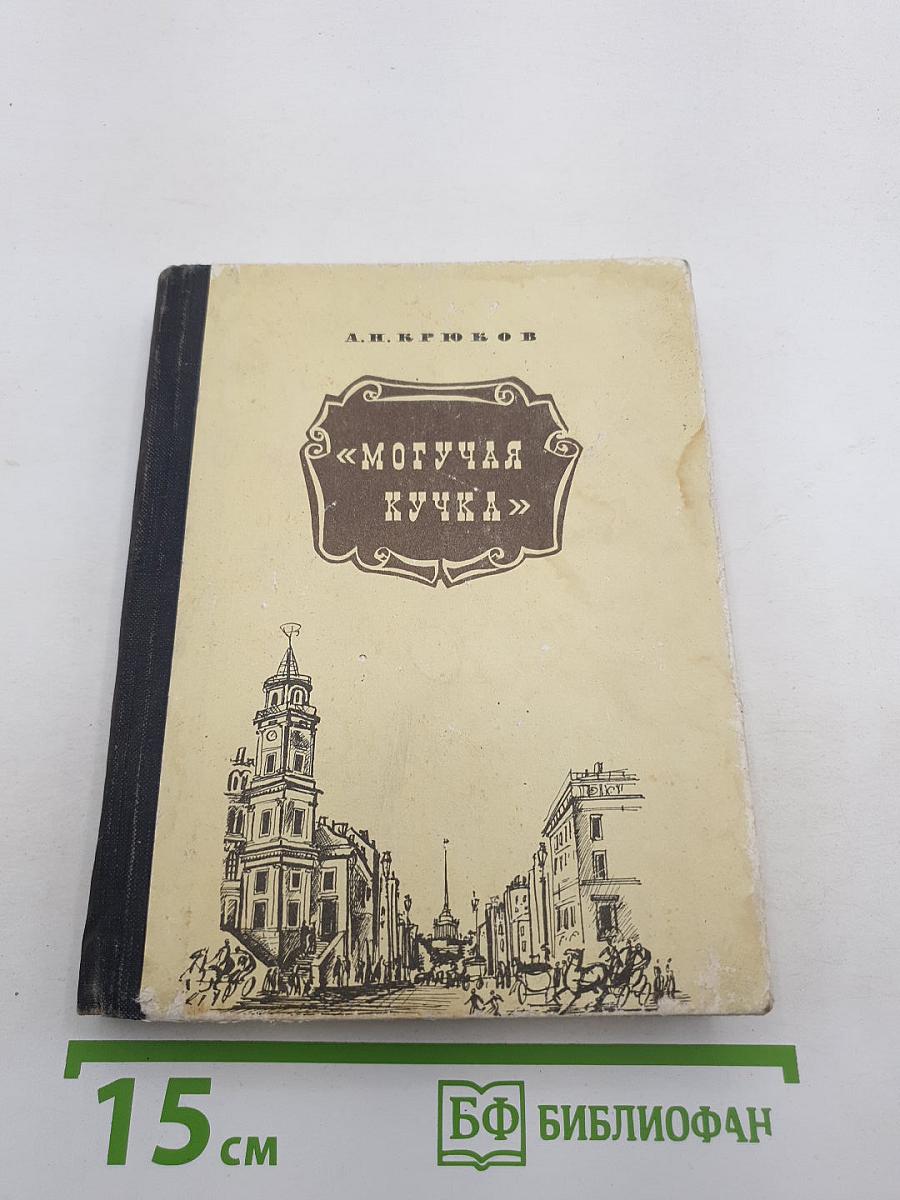 А. Н. КРЮКОВ
«МОГУЧАЯ
КУЧКА»
15 см
БФ БИБЛИОФАН